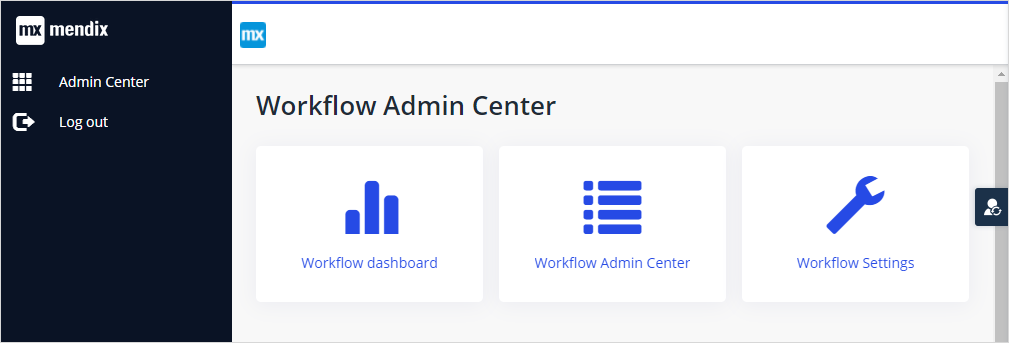 mx mendix
Admin Center
Log out
mx
Workflow Admin Center
Workflow dashboard
Workflow Admin Center
Workflow Settings